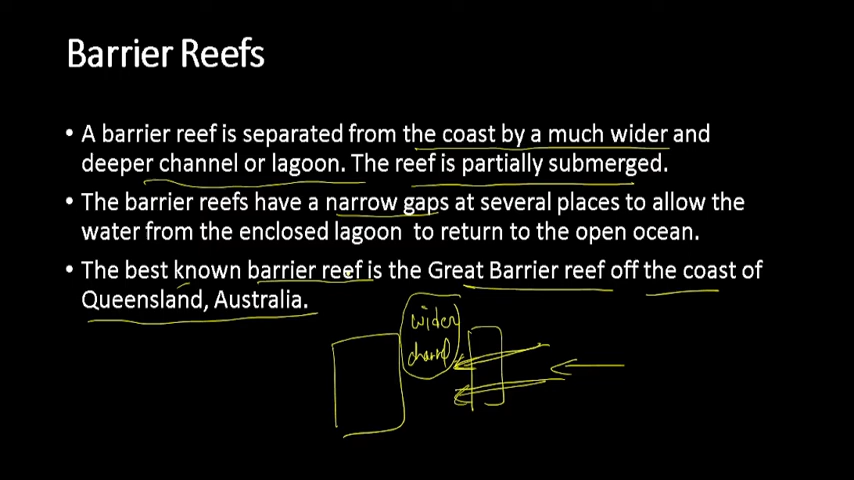 Barrier Reefs
• A barrier reef is separated from the coast by a much wider and
deeper channel or lagoon. The reef is partially submerged.
• The barrier reefs have a narrow gaps at several places to allow the
water from the enclosed lagoon to return to the open ocean.
• The best known barrier reef is the Great Barrier reef off the coast of
Queensland, Australia.
wider
channel